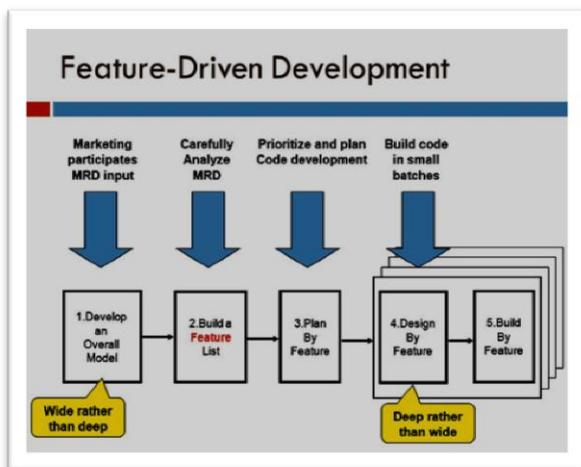 Feature-Driven Development
Marketing
participates
MRD input
Carefully
Analyze
MRD
Prioritize and plan
Code development
Build code
in small
batches
1.Develop
an
Overall
Model
2.Build a
Feature
List
3.Plan
By
Feature
4.Design
By
Feature
5.Build
By
Feature
Wide rather
than deep
Deep rather
than wide